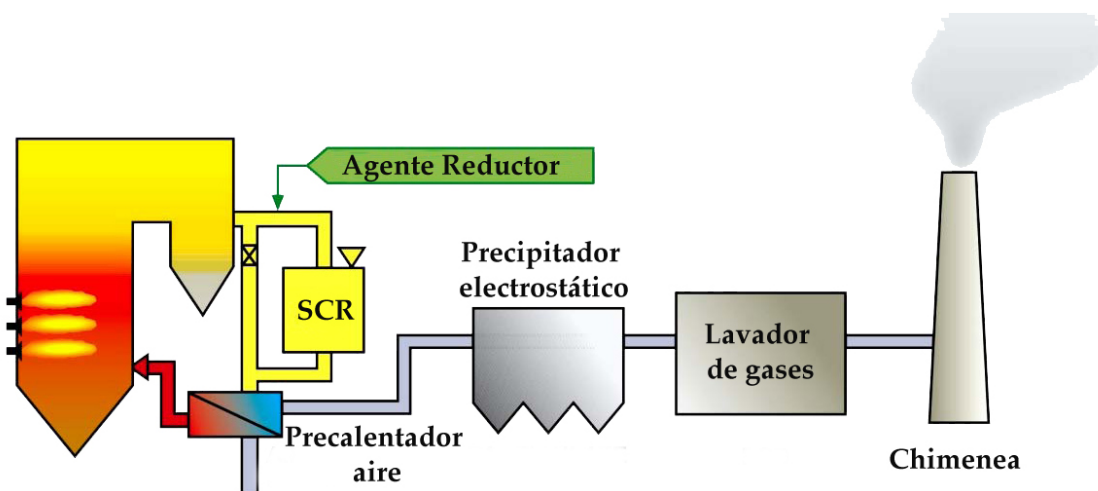 Agente Reductor
Precipitador
electrostático
SCR
Lavador
de gases
Precalentador
aire
Chimenea